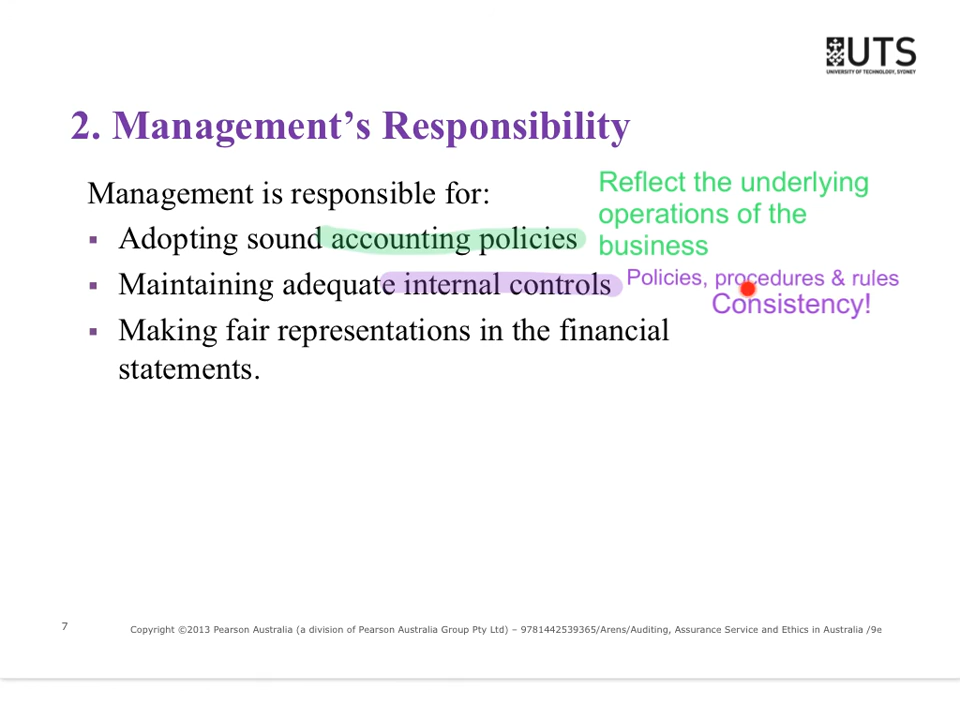 UTS
UNIVERSITY OF TECHNOLOGY, SYDNEY
2. Management’s Responsibility
Management is responsible for:
▪ Adopting sound accounting policies
Reflect the underlying
operations of the
business
▪ Maintaining adequate internal controls
Policies, procedures & rules
Consistency!
▪ Making fair representations in the financial
statements.
7
Copyright ©2013 Pearson Australia (a division of Pearson Australia Group Pty Ltd) – 9781442539365/Arens/Auditing, Assurance Service and Ethics in Australia /9e